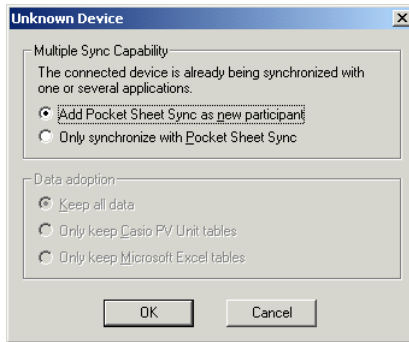 Unknown Device
Multiple Sync Capability
The connected device is already being synchronized with
one or several applications.
Add Pocket Sheet Sync as new participant
Only synchronize with Pocket Sheet Sync
Data adoption
Keep all data
Only keep Casio PV Unit tables
Only keep Microsoft Excel tables
OK Cancel